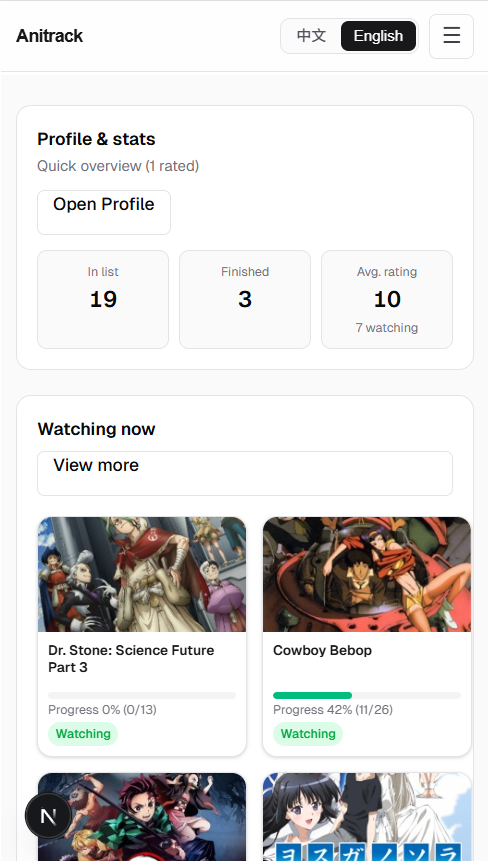 Anitrack
中文
English
Profile & stats
Quick overview (1 rated)
Open Profile
In list
Finished
Avg. rating
19
3
10
7 watching
Watching now
View more
Dr. Stone: Science Future
Part 3
Cowboy Bebop
Progress 0% (0/13)
Progress 42% (11/26)
Watching
Watching
N
ヨスガノソラ